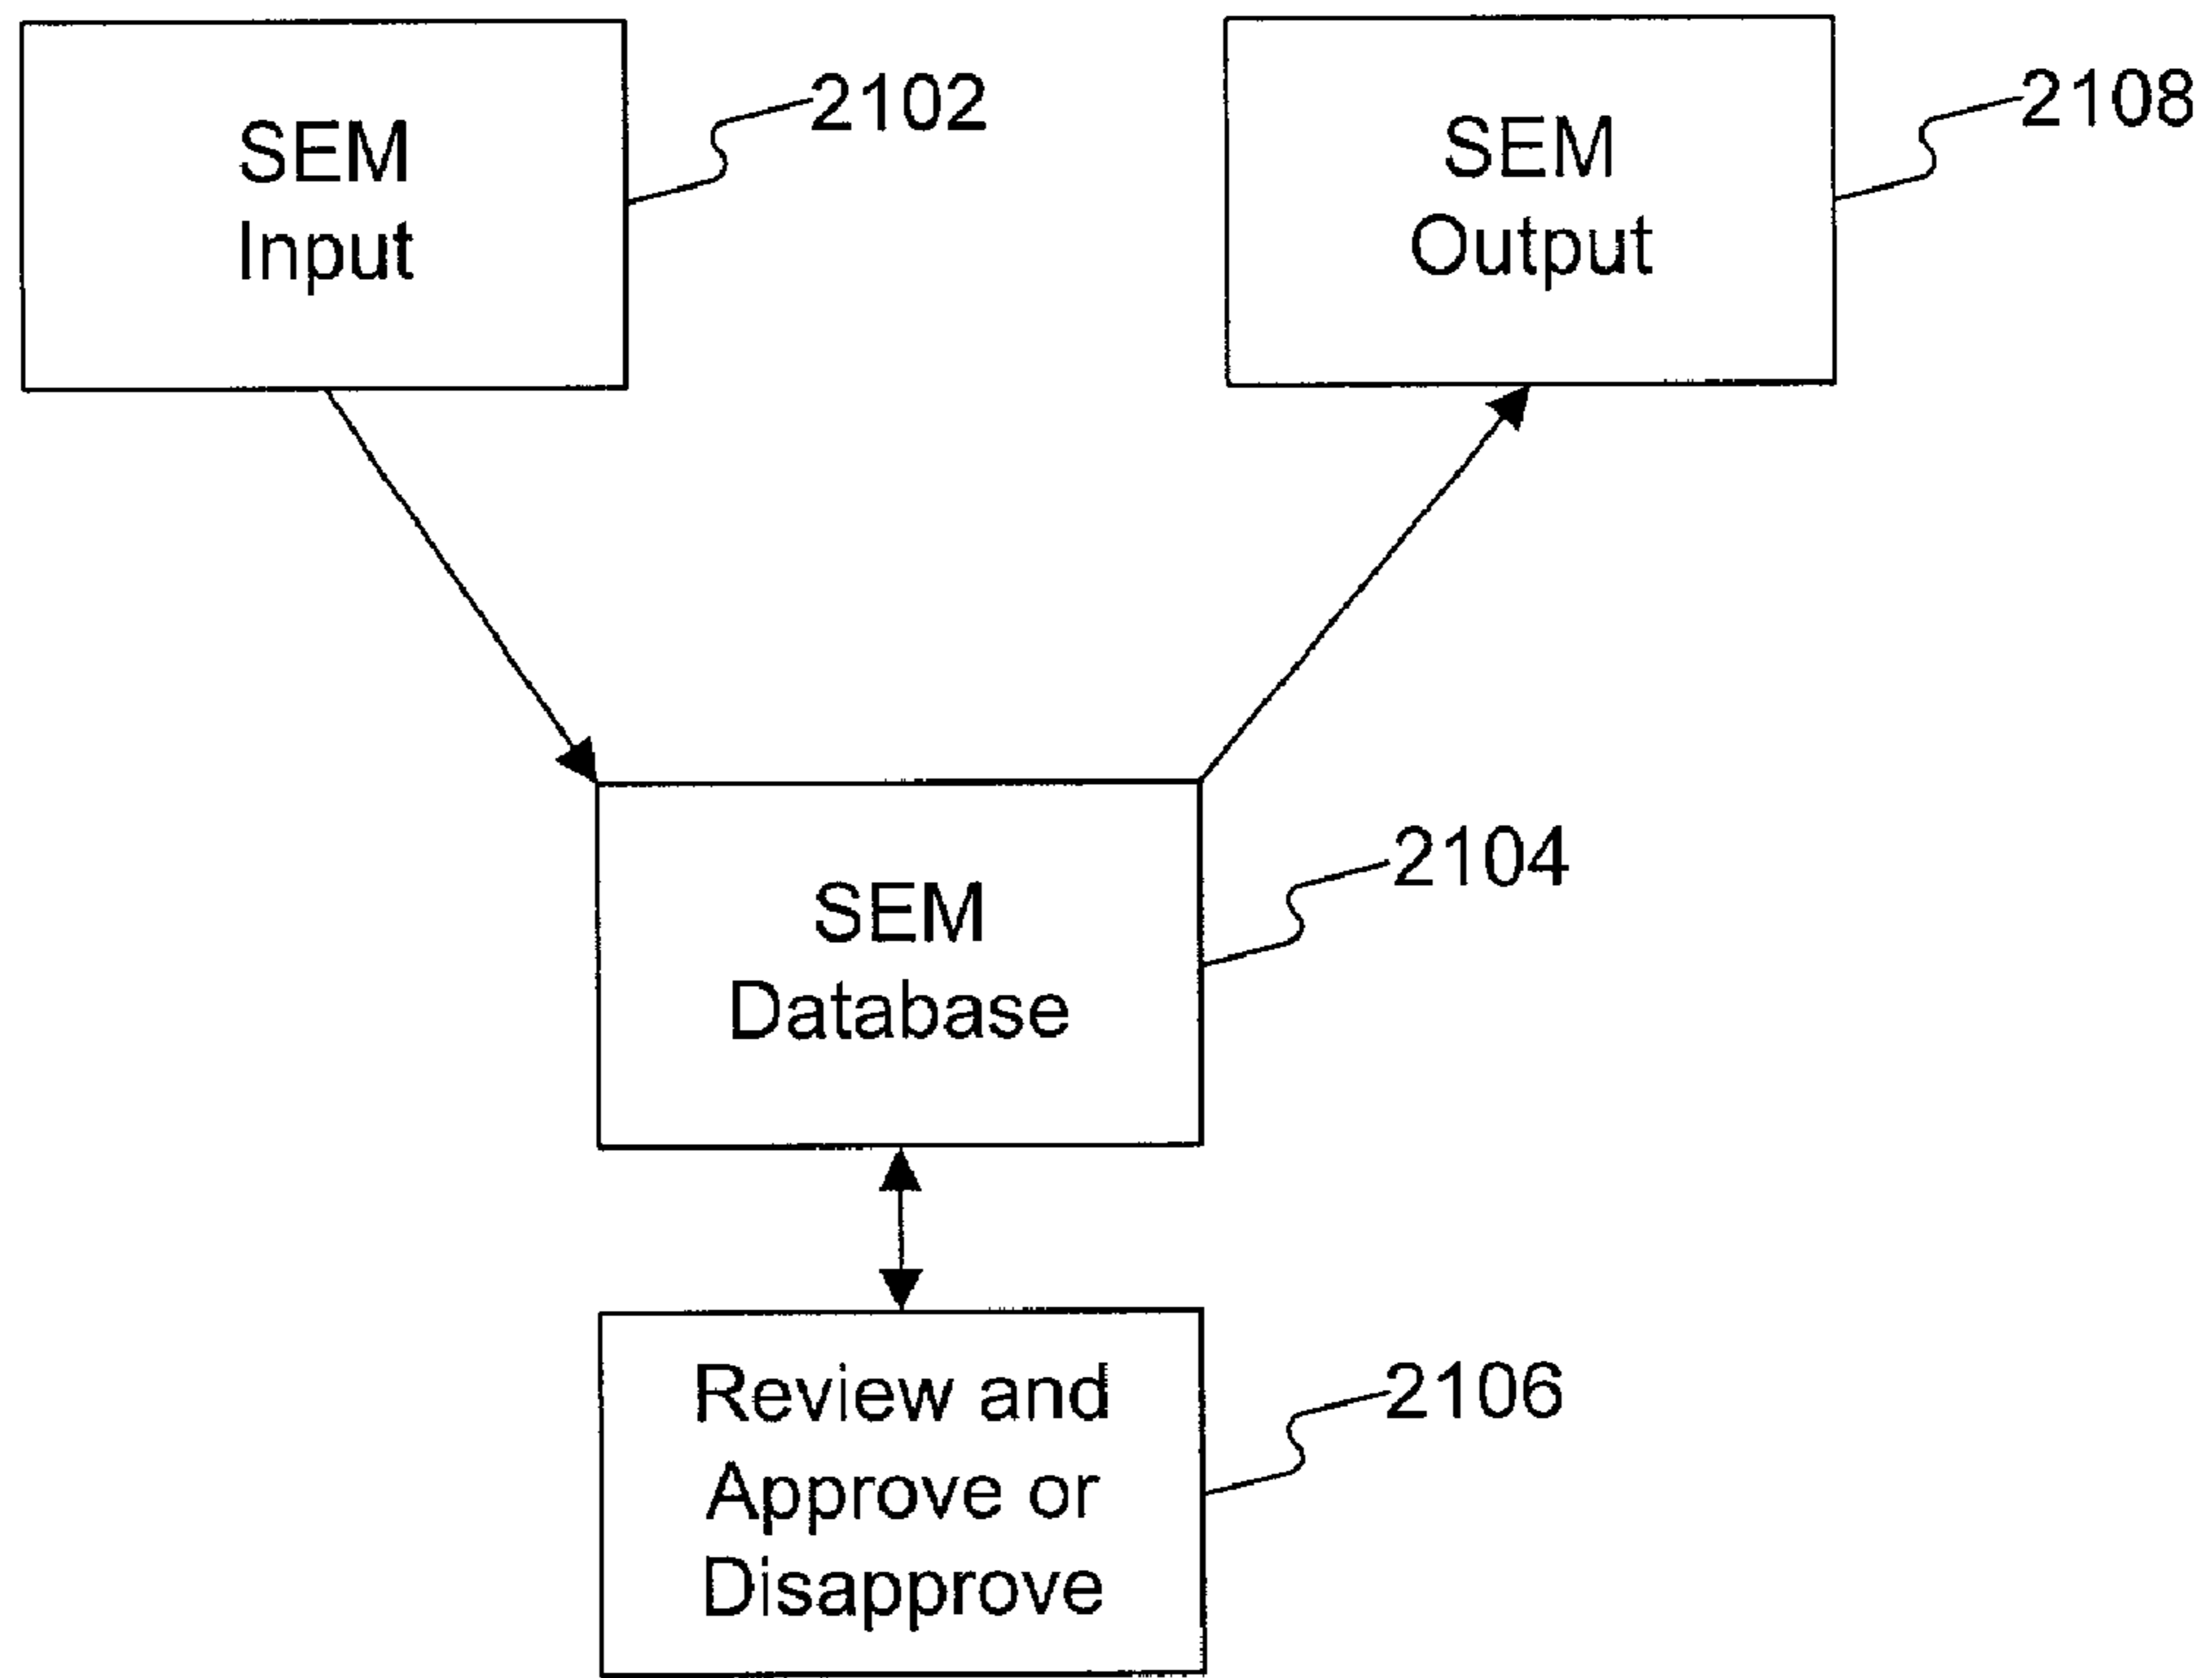 SEM
Input
2102
SEM
Output
2108
SEM
Database
2104
Review and
Approve or
Disapprove
2106